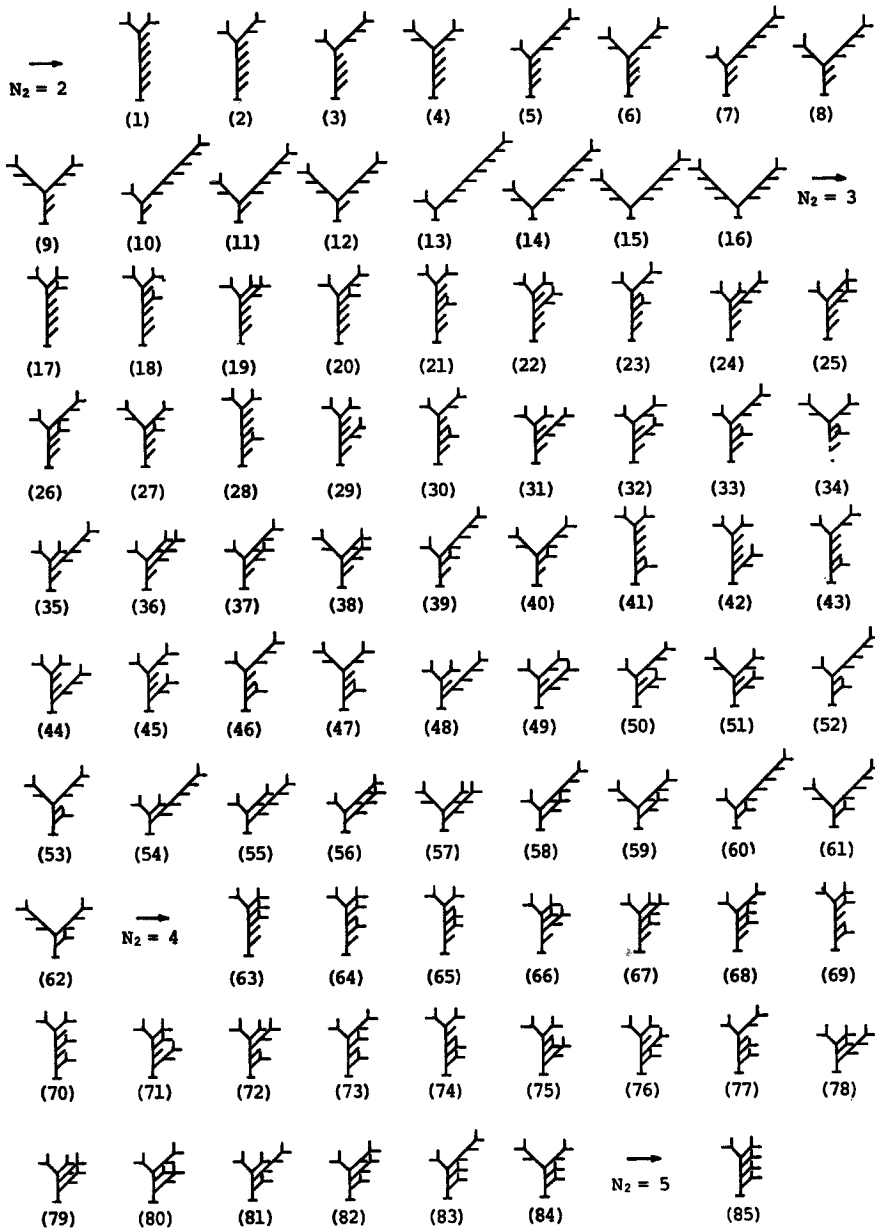 N₂ = 2
(1) (2) (3) (4) (5) (6) (7) (8)
(9) (10) (11) (12) (13) (14) (15) (16)
N₂ = 3
(17) (18) (19) (20) (21) (22) (23) (24) (25)
(26) (27) (28) (29) (30) (31) (32) (33) (34)
(35) (36) (37) (38) (39) (40) (41) (42) (43)
(44) (45) (46) (47) (48) (49) (50) (51) (52)
(53) (54) (55) (56) (57) (58) (59) (60) (61)
(62)
N₂ = 4
(63) (64) (65) (66) (67) (68) (69)
(70) (71) (72) (73) (74) (75) (76) (77) (78)
(79) (80) (81) (82) (83) (84)
N₂ = 5
(85)